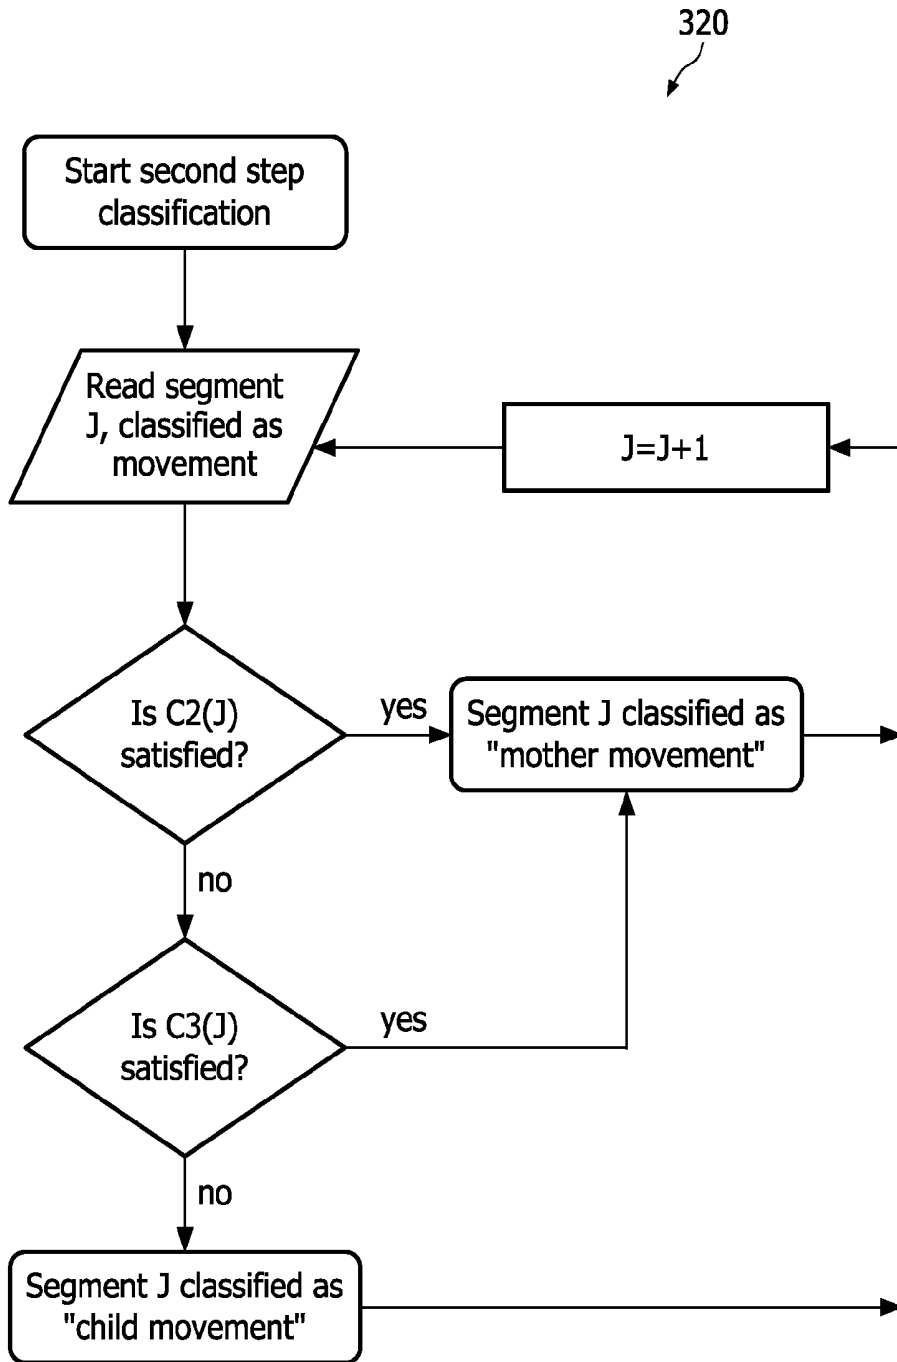 320
Start second step
classification
Read segment
J, classified as
movement
J=J+1
Is C2(J)
satisfied?
yes
Segment J classified as
"mother movement"
no
Is C3(J)
satisfied?
yes
no
Segment J classified as
"child movement"